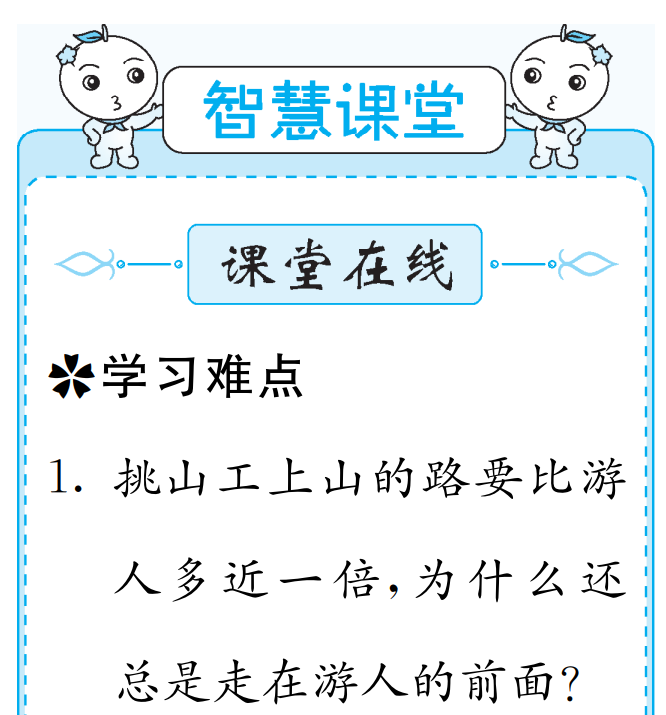 智慧课堂
课堂在线
学习难点
1. 挑山工上山的路要比游
人多近一倍,为什么还
总是走在游人的前面?